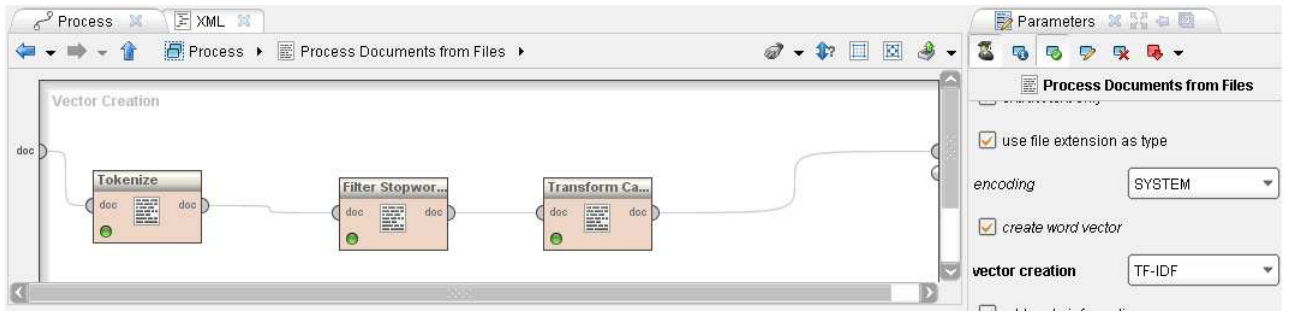 Process
XML
Parameters
Process
Process Documents from Files
Process Documents from Files
Vector Creation
use file extension as type
doc
Tokenize
Filter Stopwor...
Transform Ca...
encoding
SYSTEM
doc doc
doc doc
doc doc
create word vector
vector creation
TF-IDF